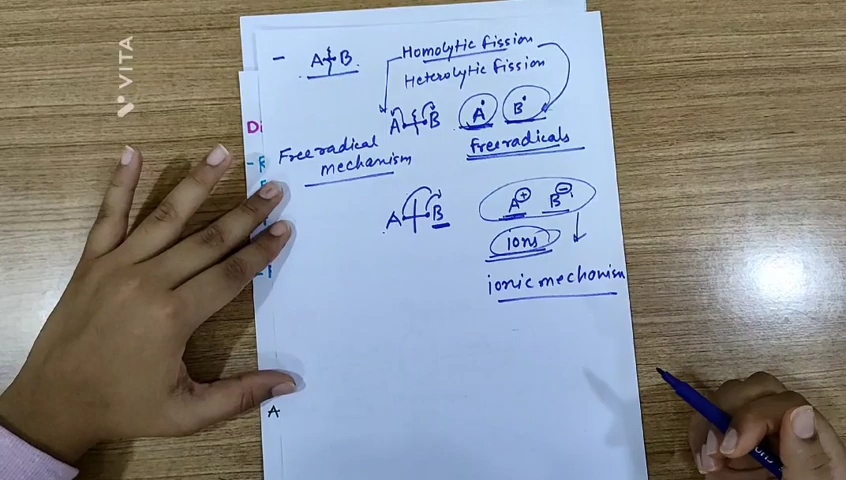 VITA
- A-B. Homolytic fission
Heterolytic fission
A-B A• B•
Free radical
mechanism
free radicals
A-B A⊕ B⊖
ions
ionic mechanism
Di
A